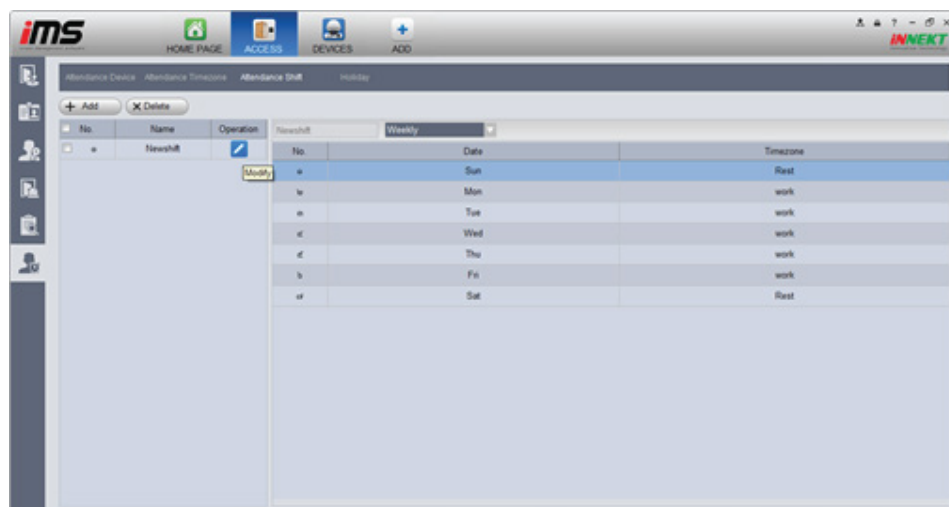 iMS
HOME PAGE ACCESS DEVICES ADD
? - x
INNEKT
Attendance Device Attendance Timezone Attendance Shift Holiday
+ Add X Delete
No. Name Operation Newshift Weekly
Newshift No. Date Timezone
Modify Sun Rest
Mon work
Tue work
Wed work
Thu work
Fri work
Sat Rest